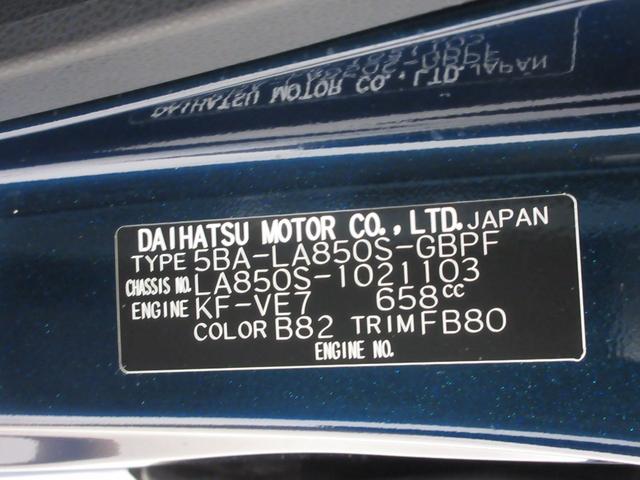 DAIHATSU MOTOR CO., LTD. JAPAN
TYPE 5BA-LA850S-GBPF
CHASSIS NO. LA850S-1021103
ENGINE KF-VE7 658cc
COLOR B82 TRIM FB80
ENGINE NO.